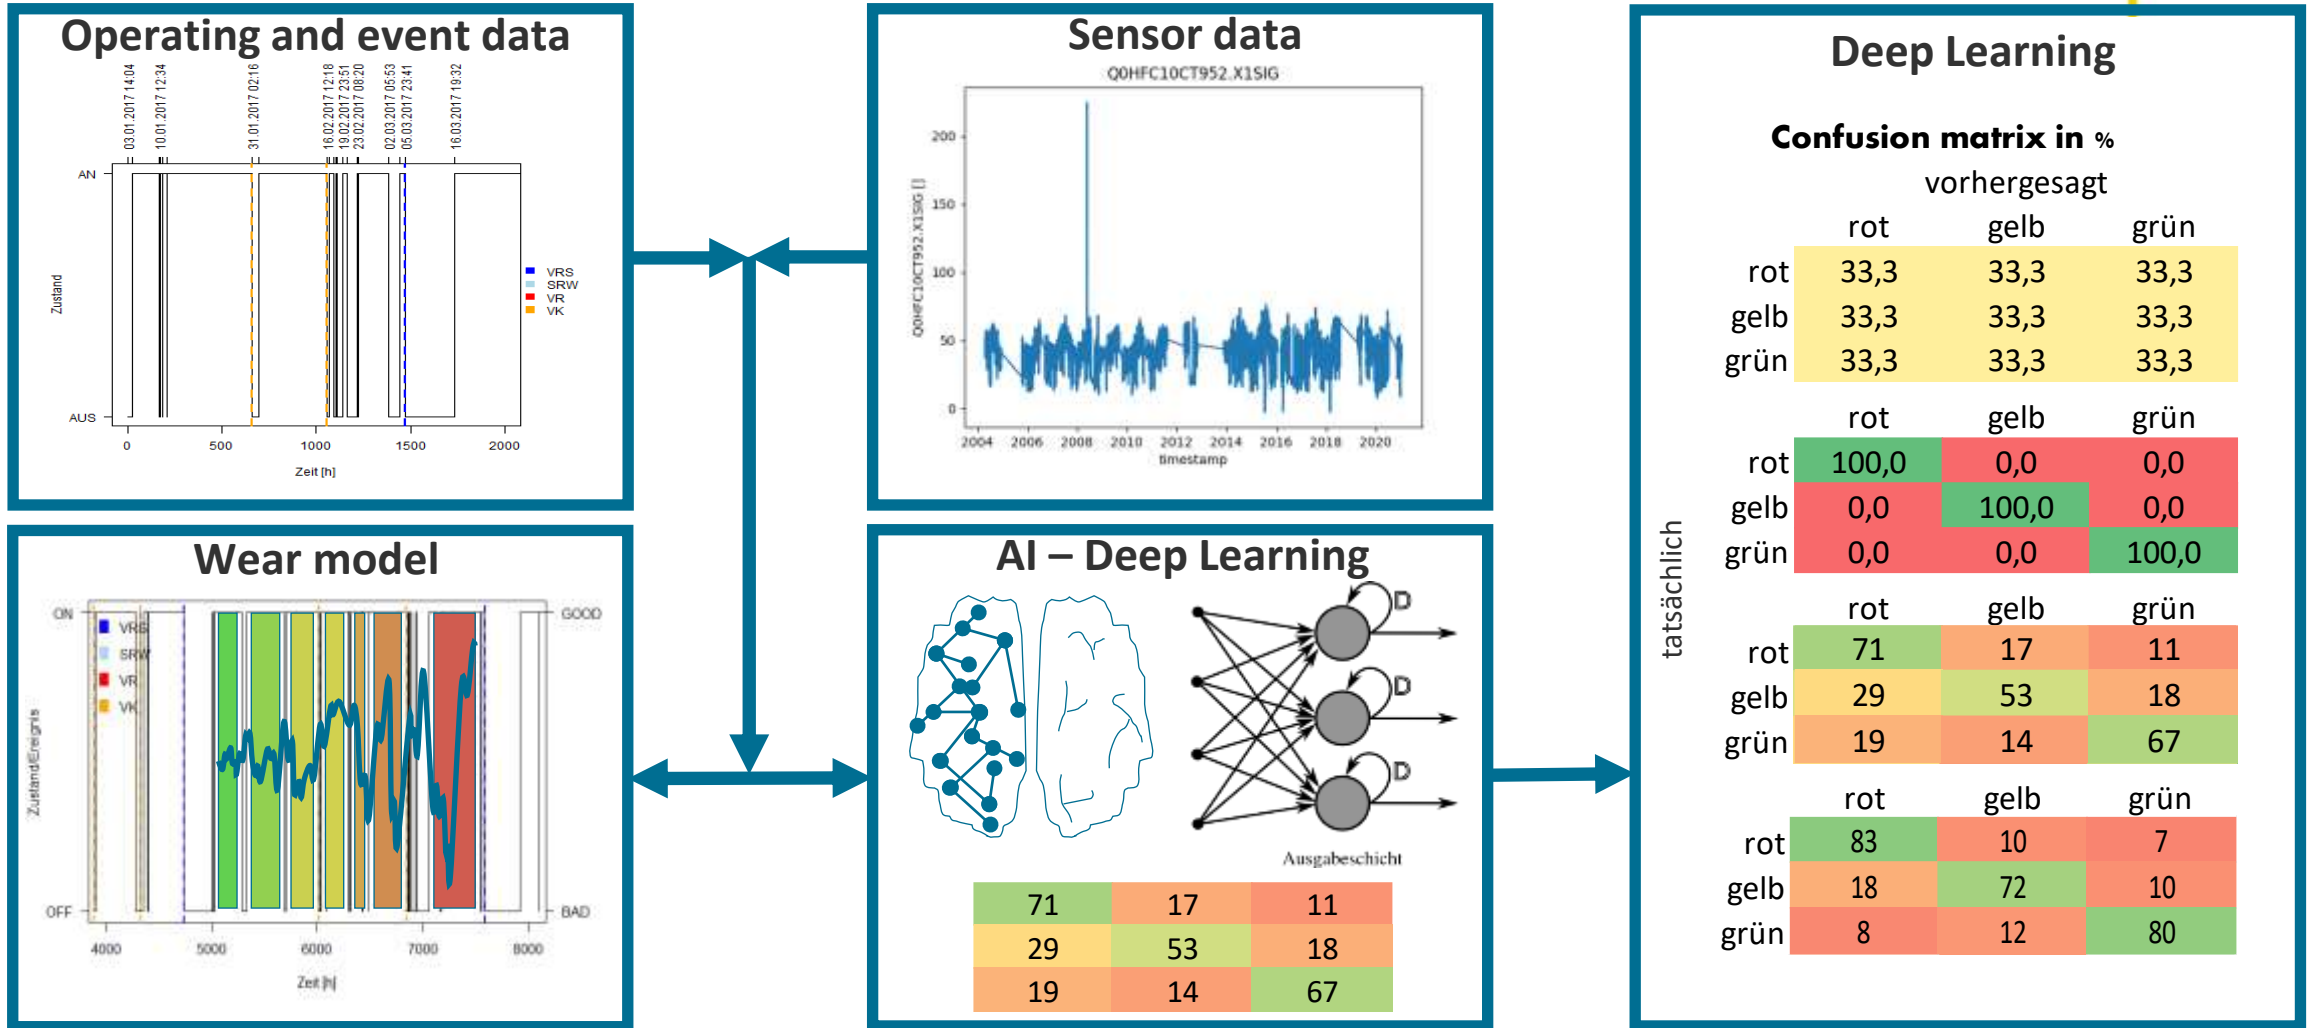 Operating and event data
03.01.2017 14:04
10.01.2017 12:34
31.01.2017 02:16
16.02.2017 12:18
19.02.2017 23:51
23.02.2017 08:20
02.03.2017 05:53
05.03.2017 23:41
16.03.2017 19:32
AN
AUS
Zustand
0 500 1000 1500 2000
Zeit [h]
VRS
SRW
VR
VK
Sensor data
Q0HFC10CT952.X1SIG
Q0HFC10CT952.X1SIG []
200
150
100
50
0
2004 2006 2008 2010 2012 2014 2016 2018 2020
timestamp
Wear model
ON
OFF
GOOD
BAD
Zustand/Ereignis
VRS
SRW
VR
VK
4000 5000 6000 7000 8000
Zeit [h]
AI – Deep Learning
D
D
D
Ausgabeschicht
71 17 11
29 53 18
19 14 67
Deep Learning
Confusion matrix in %
vorhergesagt
tatsächlich
rot gelb grün
rot 33,3 33,3 33,3
gelb 33,3 33,3 33,3
grün 33,3 33,3 33,3
rot gelb grün
rot 100,0 0,0 0,0
gelb 0,0 100,0 0,0
grün 0,0 0,0 100,0
rot gelb grün
rot 71 17 11
gelb 29 53 18
grün 19 14 67
rot gelb grün
rot 83 10 7
gelb 18 72 10
grün 8 12 80